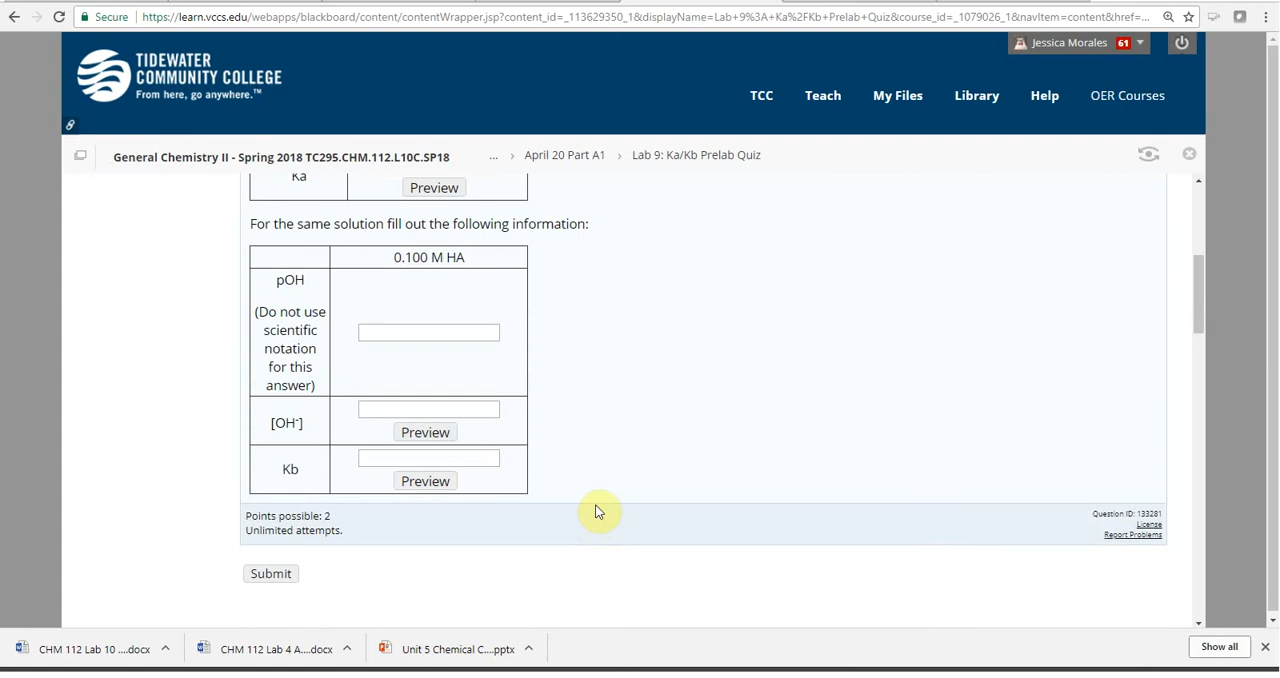 Secure
https://learn.vccs.edu/webapps/blackboard/content/contentWrapper.jsp?content_id=_113629350_1&displayName=Lab+9%3A+Ka%2FKb+Prelab+Quiz&course_id=_1079026_1&navItem=content&href=...
TIDEWATER
COMMUNITY COLLEGE
From here, go anywhere.™
Jessica Morales 61
TCC Teach My Files Library Help OER Courses
General Chemistry II - Spring 2018 TC295.CHM.112.L10C.SP18 ... > April 20 Part A1 > Lab 9: Ka/Kb Prelab Quiz
Ka
Preview
For the same solution fill out the following information:
0.100 M HA
pOH
(Do not use
scientific
notation
for this
answer)
[OH-]
Preview
Kb
Preview
Points possible: 2
Unlimited attempts.
Question ID: 133281
License
Report Problems
Submit
CHM 112 Lab 10 ....docx
CHM 112 Lab 4 A....docx
Unit 5 Chemical C....pptx
Show all